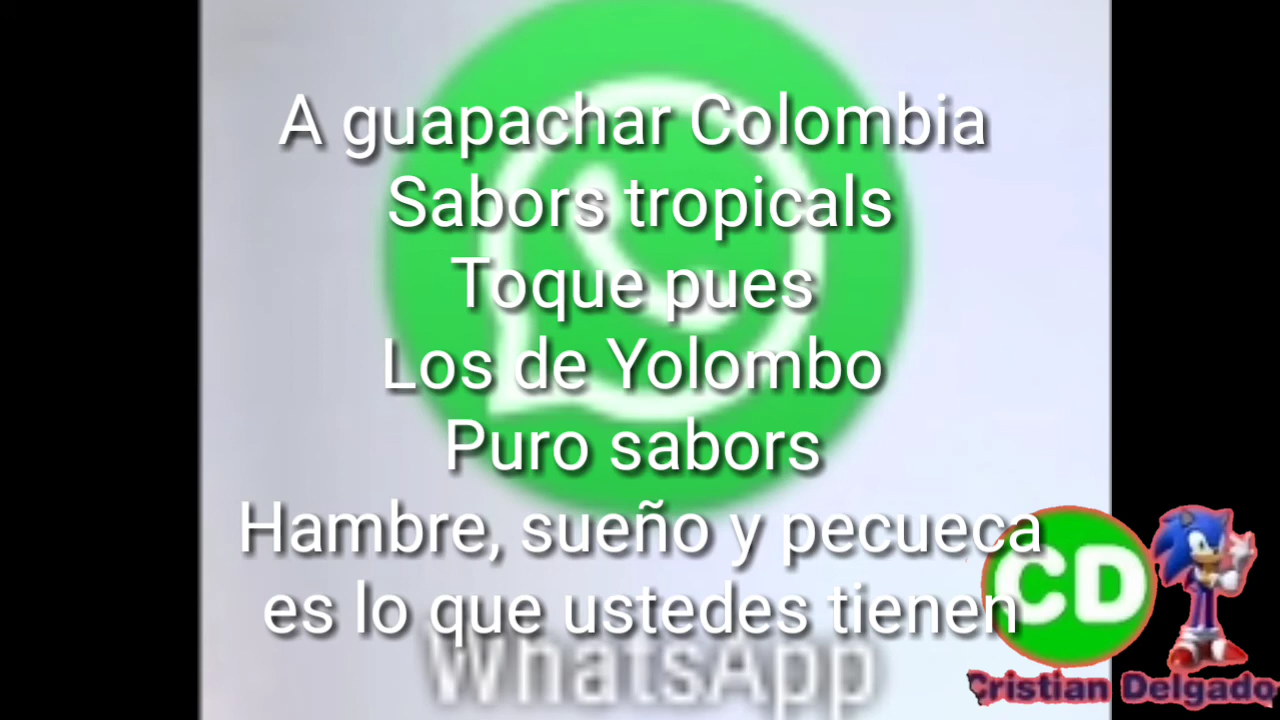 A guapachar Colombia
Sabors tropicals
Toque pues
Los de Yolombo
Puro sabors
Hambre, sueño y pecueca
es lo que ustedes tienen
WhatsApp
CD
Cristian Delgado